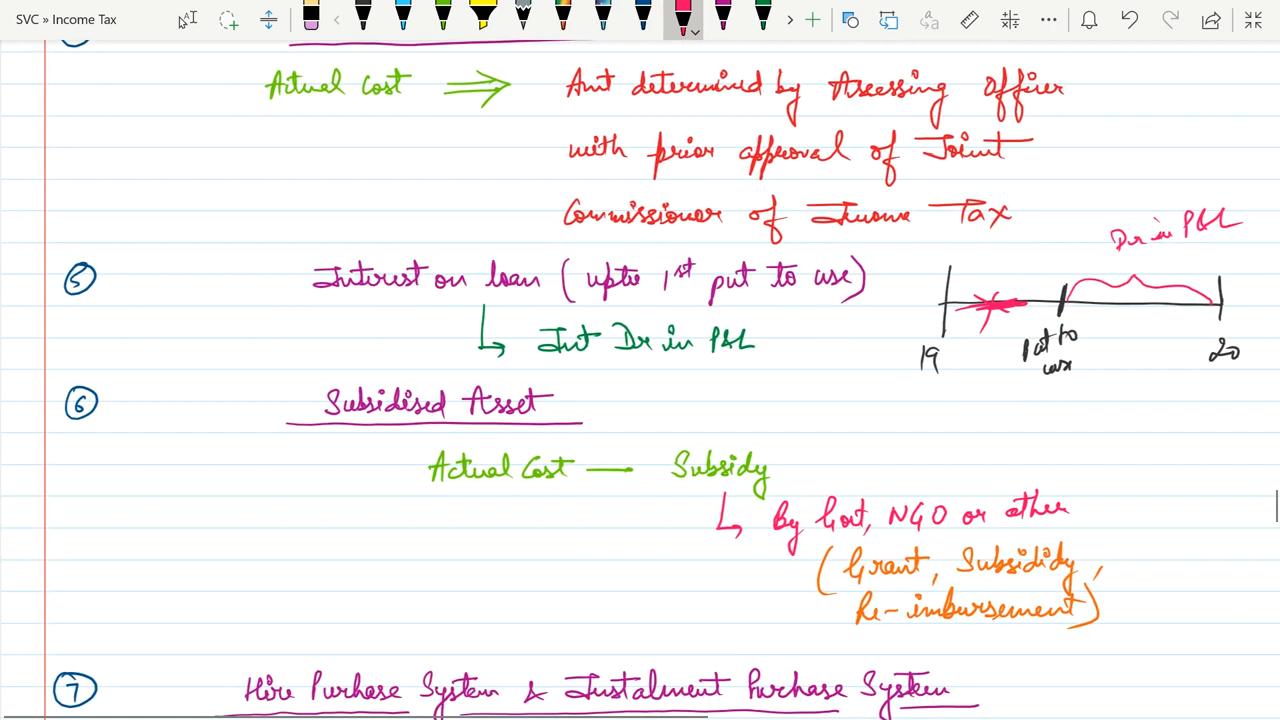 SVC » Income Tax
Actual Cost ⇒ Amt determined by Assessing Officer
with prior approval of Joint
Commissioner of Income Tax
Dr in P&L
5 Interest on loan (upto 1st put to use)
Int Dr in P&L
19 Put to use 20
6 Subsidised Asset
Actual Cost — Subsidy
By Govt, NGO or other
(Grant, Subsididy,
Re-imbursement)
7 Hire Purchase System & Instalment Purchase System